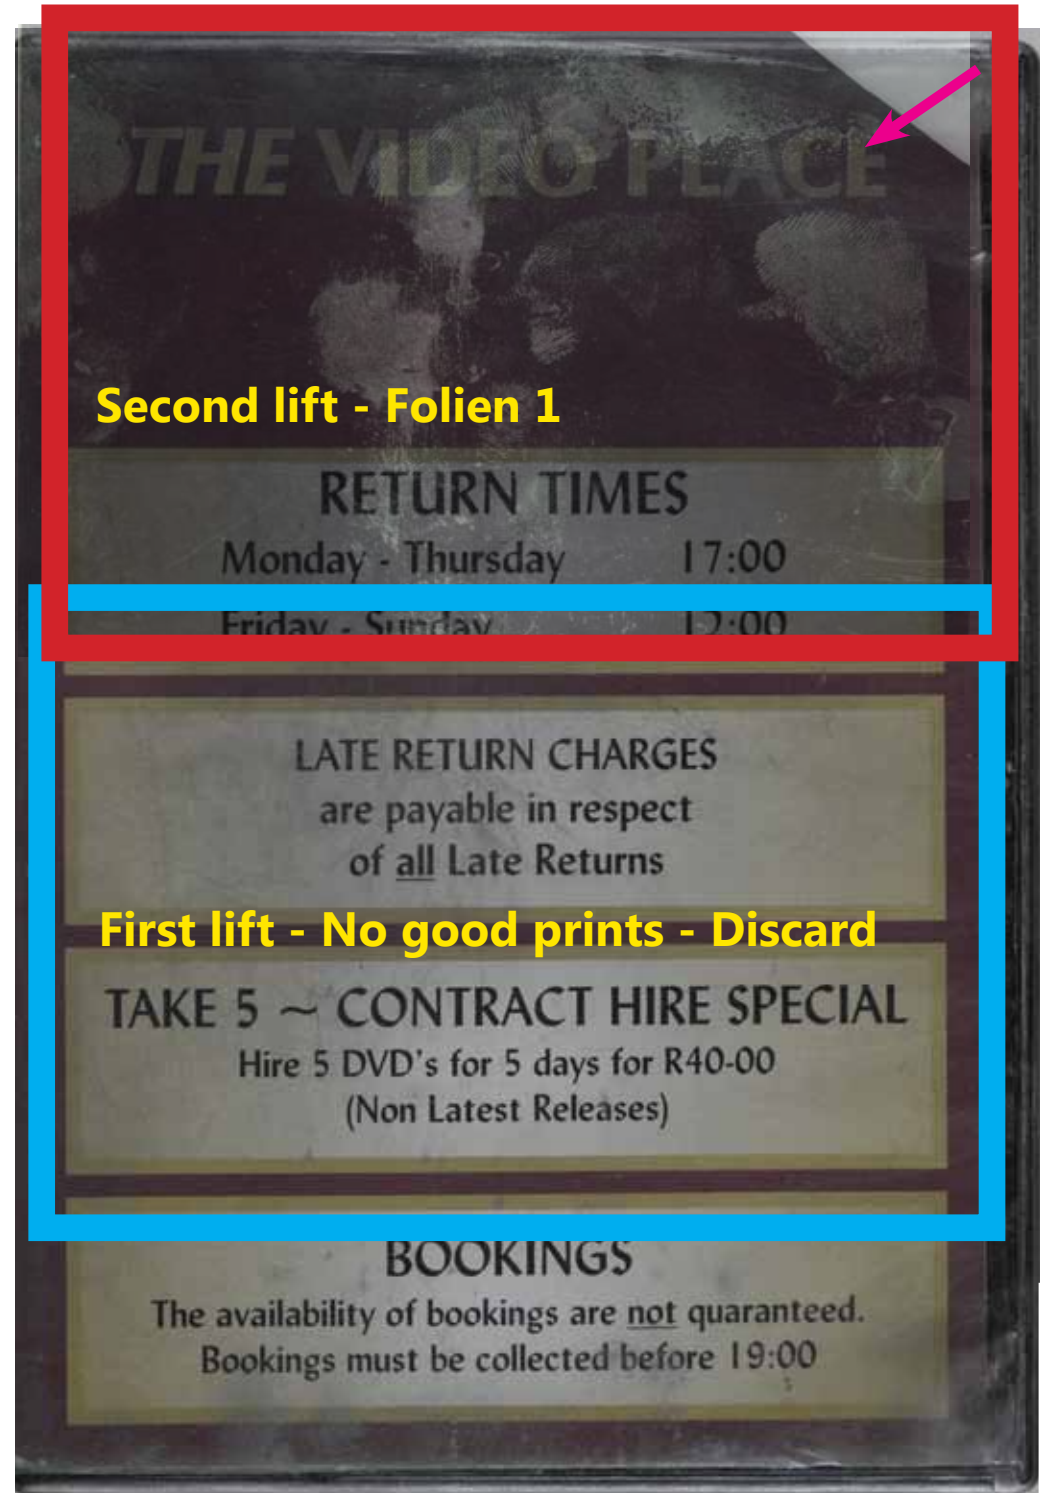 THE VIDEO PLACE
Second lift - Folien 1
RETURN TIMES
Monday - Thursday 17:00
Friday - Sunday 12:00
LATE RETURN CHARGES
are payable in respect
of all Late Returns
First lift - No good prints - Discard
TAKE 5 ~ CONTRACT HIRE SPECIAL
Hire 5 DVD's for 5 days for R40-00
(Non Latest Releases)
BOOKINGS
The availability of bookings are not quaranteed.
Bookings must be collected before 19:00